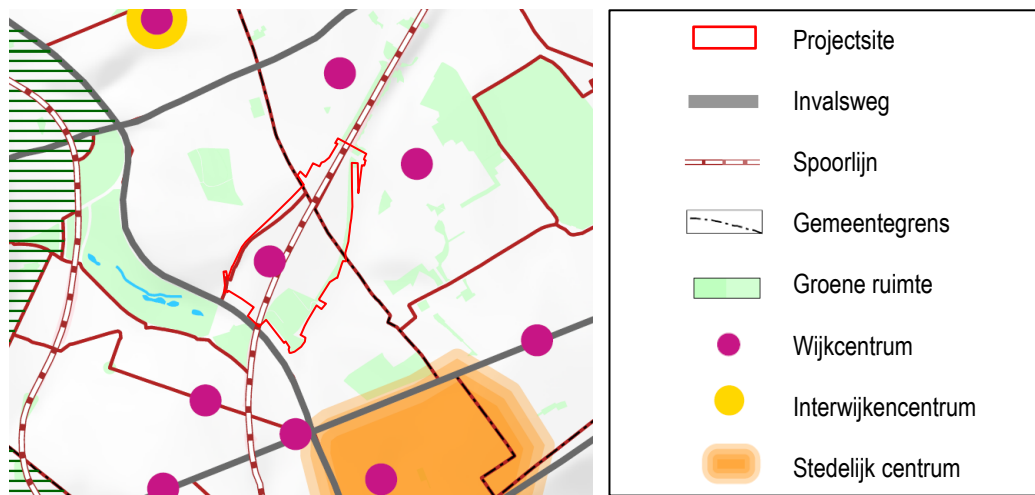 Projectsite
Invalsweg
Spoorlijn
Gemeentegrens
Groene ruimte
Wijkcentrum
Interwijkencentrum
Stedelijk centrum